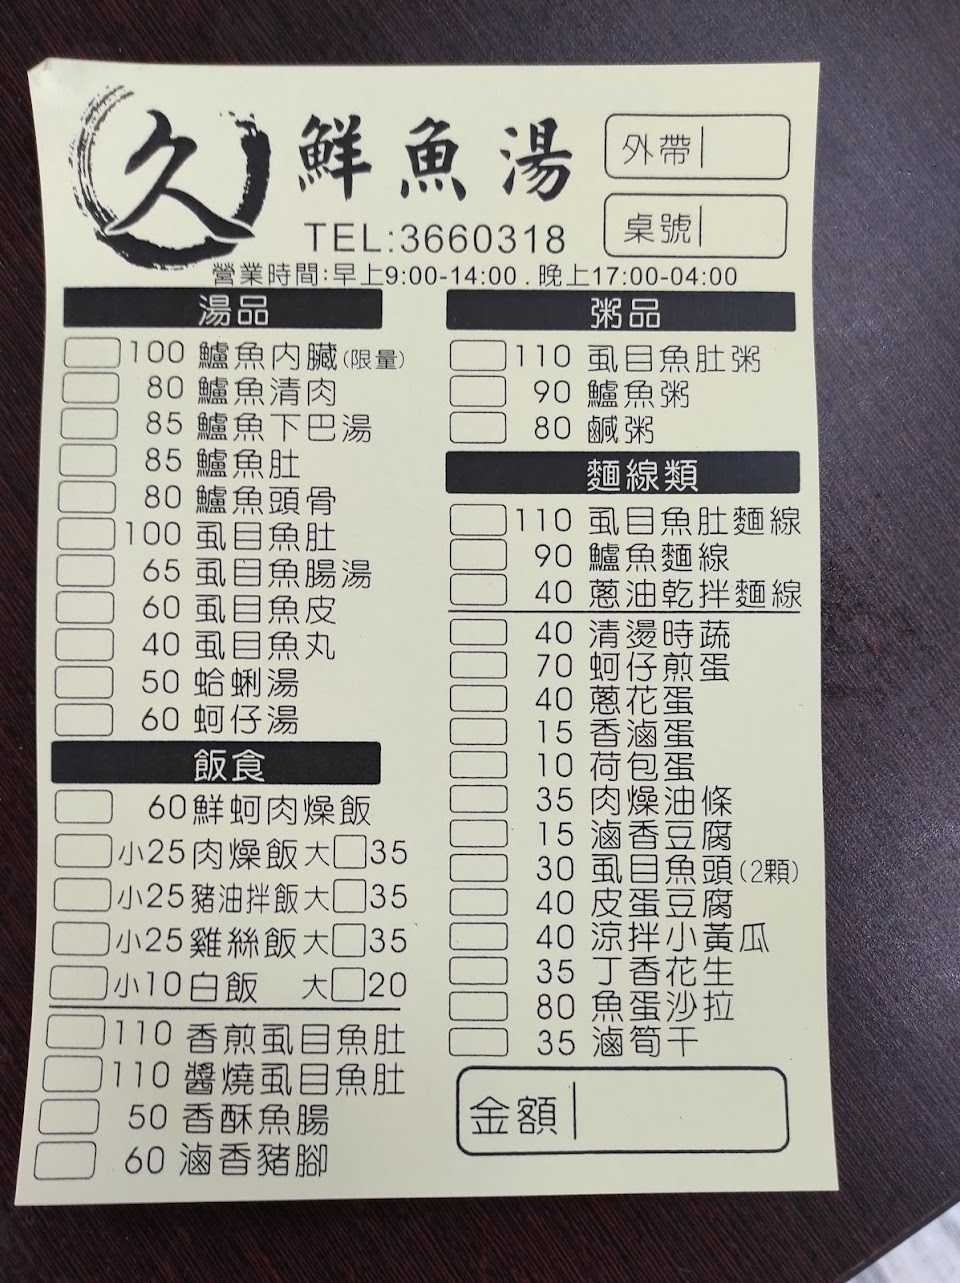 久 鮮魚湯
外帶
桌號
TEL:3660318
營業時間:早上9:00-14:00.晚上17:00-04:00
湯品
100 鱸魚內臟(限量)
80 鱸魚清肉
85 鱸魚下巴湯
85 鱸魚肚
80 鱸魚頭骨
100 虱目魚肚
65 虱目魚腸湯
60 虱目魚皮
40 虱目魚丸
50 蛤蜊湯
60 蚵仔湯
飯食
60 鮮蚵肉燥飯
小25 肉燥飯 大 35
小25 豬油拌飯 大 35
小25 雞絲飯 大 35
小10 白飯 大 20
110 香煎虱目魚肚
110 醬燒虱目魚肚
50 香酥魚腸
60 滷香豬腳
粥品
110 虱目魚肚粥
90 鱸魚粥
80 鹹粥
麵線類
110 虱目魚肚麵線
90 鱸魚麵線
40 蔥油乾拌麵線
40 清燙時蔬
70 蚵仔煎蛋
40 蔥花蛋
15 香滷蛋
10 荷包蛋
35 肉燥油條
15 滷香豆腐
30 虱目魚頭(2顆)
40 皮蛋豆腐
40 涼拌小黃瓜
35 丁香花生
80 魚蛋沙拉
35 滷筍干
金額